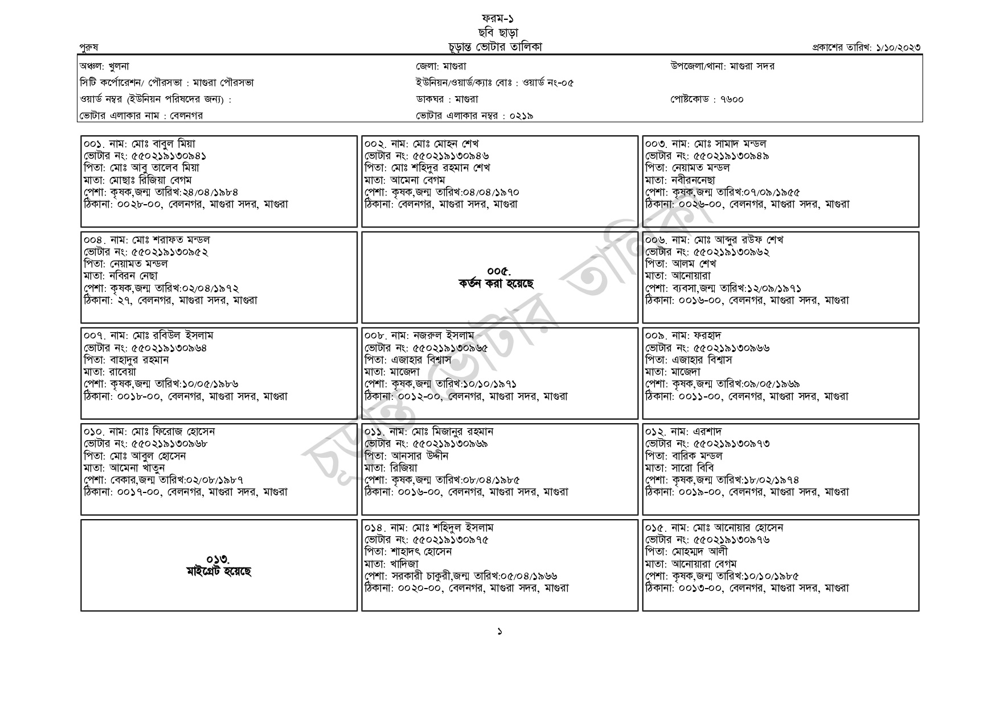 ফরম-১
ছবি ছাড়া
পুরুষ চূড়ান্ত ভোটার তালিকা প্রকাশের তারিখ: ১/১০/২০২৩
অঞ্চল: খুলনা জেলা: মাগুরা উপজেলা/থানা: মাগুরা সদর
সিটি কর্পোরেশন/ পৌরসভা : মাগুরা পৌরসভা ইউনিয়ন/ওয়ার্ড/ক্যাঃ বোঃ : ওয়ার্ড নং-০৫
ওয়ার্ড নম্বর (ইউনিয়ন পরিষদের জন্য) : ডাকঘর : মাগুরা পোষ্টকোড : ৭৬০০
ভোটার এলাকার নাম : বেলনগর ভোটার এলাকার নম্বর : ০২১৯
০০১. নাম: মোঃ বাবুল মিয়া
ভোটার নং: ৫৫০২১৯১৩০৯৪১
পিতা: মোঃ আবু তালেব মিয়া
মাতা: মোছাঃ রিজিয়া বেগম
পেশা: কৃষক,জন্ম তারিখ:২৪/০৪/১৯৮৪
ঠিকানা: ০০২৮-০০, বেলনগর, মাগুরা সদর, মাগুরা
০০২. নাম: মোঃ মোহন শেখ
ভোটার নং: ৫৫০২১৯১৩০৯৪৬
পিতা: মোঃ শহিদুর রহমান শেখ
মাতা: আমেনা বেগম
পেশা: কৃষক,জন্ম তারিখ:০৪/০৪/১৯৭০
ঠিকানা: বেলনগর, মাগুরা সদর, মাগুরা
০০৩. নাম: মোঃ সামাদ মন্ডল
ভোটার নং: ৫৫০২১৯১৩০৯৪৯
পিতা: নেয়ামত মন্ডল
মাতা: নবীরননেছা
পেশা: কৃষক,জন্ম তারিখ:০৭/০৯/১৯৫৫
ঠিকানা: ০০২৬-০০, বেলনগর, মাগুরা সদর, মাগুরা
০০৪. নাম: মোঃ শরাফত মন্ডল
ভোটার নং: ৫৫০২১৯১৩০৯৫২
পিতা: নেয়ামত মন্ডল
মাতা: নবিরন নেছা
পেশা: কৃষক,জন্ম তারিখ:০২/০৪/১৯৭২
ঠিকানা: ২৭, বেলনগর, মাগুরা সদর, মাগুরা
০০৫.
কর্তন করা হয়েছে
০০৬. নাম: মোঃ আব্দুর রউফ শেখ
ভোটার নং: ৫৫০২১৯১৩০৯৬২
পিতা: আলম শেখ
মাতা: আনোয়ারা
পেশা: ব্যবসা,জন্ম তারিখ:১২/০৯/১৯৭১
ঠিকানা: ০০১৬-০০, বেলনগর, মাগুরা সদর, মাগুরা
০০৭. নাম: মোঃ রবিউল ইসলাম
ভোটার নং: ৫৫০২১৯১৩০৯৬৪
পিতা: বাহাদুর রহমান
মাতা: রাবেয়া
পেশা: কৃষক,জন্ম তারিখ:১০/০৫/১৯৮৬
ঠিকানা: ০০১৮-০০, বেলনগর, মাগুরা সদর, মাগুরা
০০৮. নাম: নজরুল ইসলাম
ভোটার নং: ৫৫০২১৯১৩০৯৬৫
পিতা: এজাহার বিশ্বাস
মাতা: মাজেদা
পেশা: কৃষক,জন্ম তারিখ:১০/১০/১৯৭১
ঠিকানা: ০০১২-০০, বেলনগর, মাগুরা সদর, মাগুরা
০০৯. নাম: ফরহাদ
ভোটার নং: ৫৫০২১৯১৩০৯৬৬
পিতা: এজাহার বিশ্বাস
মাতা: মাজেদা
পেশা: কৃষক,জন্ম তারিখ:০৯/০৫/১৯৬৯
ঠিকানা: ০০১১-০০, বেলনগর, মাগুরা সদর, মাগুরা
০১০. নাম: মোঃ ফিরোজ হোসেন
ভোটার নং: ৫৫০২১৯১৩০৯৬৮
পিতা: মোঃ আবুল হোসেন
মাতা: আমেনা খাতুন
পেশা: বেকার,জন্ম তারিখ:০২/০৮/১৯৮৭
ঠিকানা: ০০১৭-০০, বেলনগর, মাগুরা সদর, মাগুরা
০১১. নাম: মোঃ মিজানুর রহমান
ভোটার নং: ৫৫০২১৯১৩০৯৬৯
পিতা: আনসার উদ্দীন
মাতা: রিজিয়া
পেশা: কৃষক,জন্ম তারিখ:০৮/০৪/১৯৮৫
ঠিকানা: ০০১৬-০০, বেলনগর, মাগুরা সদর, মাগুরা
০১২. নাম: এরশাদ
ভোটার নং: ৫৫০২১৯১৩০৯৭৩
পিতা: বারিক মন্ডল
মাতা: সারো বিবি
পেশা: কৃষক,জন্ম তারিখ:১৮/০২/১৯৭৪
ঠিকানা: ০০১৯-০০, বেলনগর, মাগুরা সদর, মাগুরা
০১৩.
মাইগ্রেট হয়েছে
০১৪. নাম: মোঃ শহিদুল ইসলাম
ভোটার নং: ৫৫০২১৯১৩০৯৭৫
পিতা: শাহাদৎ হোসেন
মাতা: খাদিজা
পেশা: সরকারী চাকুরী,জন্ম তারিখ:০৫/০৪/১৯৬৬
ঠিকানা: ০০২০-০০, বেলনগর, মাগুরা সদর, মাগুরা
০১৫. নাম: মোঃ আনোয়ার হোসেন
ভোটার নং: ৫৫০২১৯১৩০৯৭৬
পিতা: মোহম্মদ আলী
মাতা: আনোয়ারা বেগম
পেশা: কৃষক,জন্ম তারিখ:১০/১০/১৯৮৫
ঠিকানা: ০০১৩-০০, বেলনগর, মাগুরা সদর, মাগুরা
চূড়ান্ত ভোটার তালিকা
১